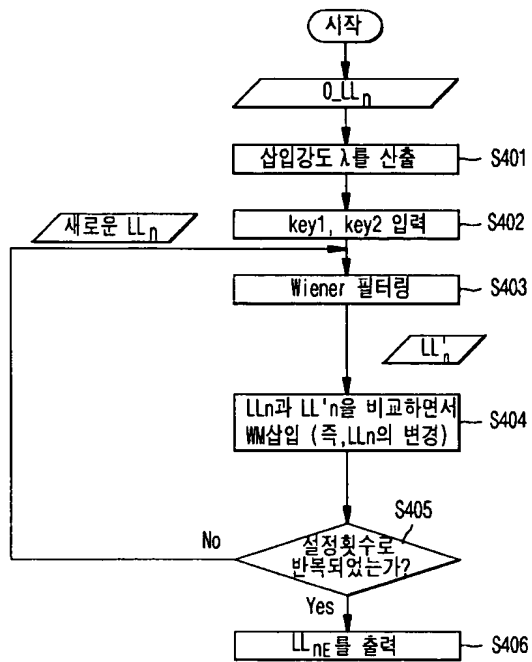 시작
O_LLn
삽입강도 λ를 산출
S401
새로운 LLn
key1, key2 입력
S402
Wiener 필터링
S403
LL'n
LLn과 LL'n을 비교하면서
WM삽입 (즉,LLn의 변경)
S404
S405
설정횟수로
반복되었는가?
No
Yes
LLnE를 출력
S406